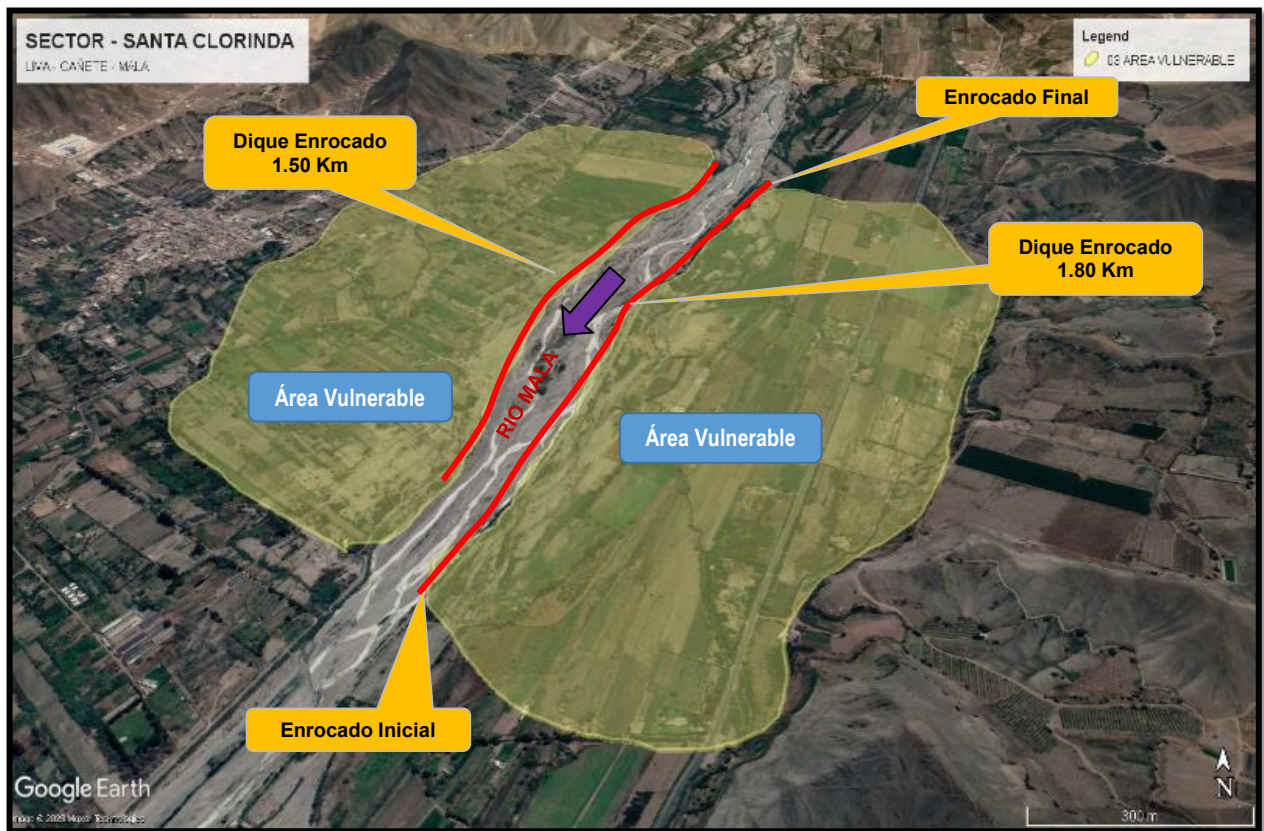 SECTOR - SANTA CLORINDA
LIMA - CAÑETE - MALA
Legend
03 AREA VULNERABLE
Enrocado Final
Dique Enrocado
1.50 Km
Dique Enrocado
1.80 Km
RIO MALA
Área Vulnerable
Área Vulnerable
Enrocado Inicial
N
Google Earth
Technologies
300 m